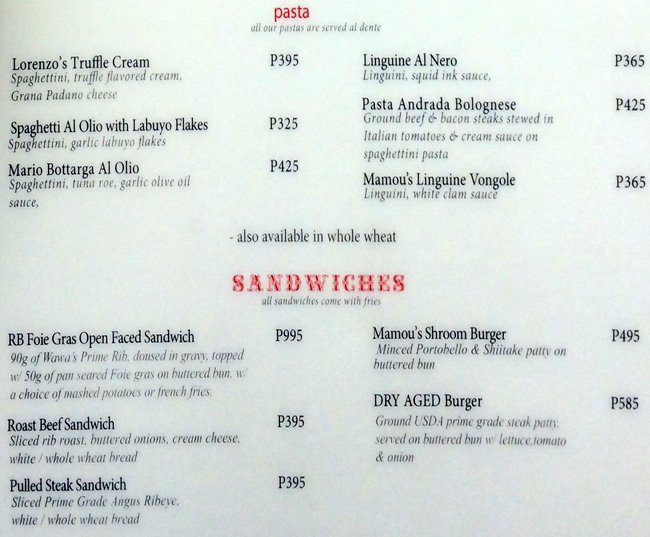 pasta
all our pastas are served al dente
Lorenzo's Truffle Cream P395
Spaghettini, truffle flavored cream,
Grana Padano cheese
Spaghetti Al Olio with Labuyo Flakes P325
Spaghettini, garlic labuyo flakes
Mario Bottarga Al Olio P425
Spaghettini, tuna roe, garlic olive oil
sauce,
Linguine Al Nero P365
Linguini, squid ink sauce,
Pasta Andrada Bolognese P425
Ground beef & bacon steaks stewed in
Italian tomatoes & cream sauce on
spaghettini pasta
Mamou's Linguine Vongole P365
Linguini, white clam sauce
- also available in whole wheat
SANDWICHES
all sandwiches come with fries
RB Foie Gras Open Faced Sandwich P995
90g of Wawa's Prime Rib, doused in gravy, topped
w/ 50g of pan seared Foie gras on buttered bun, w/
a choice of mashed potatoes or french fries.
Roast Beef Sandwich P395
Sliced rib roast, buttered onions, cream cheese,
white / whole wheat bread
Pulled Steak Sandwich P395
Sliced Prime Grade Angus Ribeye,
white / whole wheat bread
Mamou's Shroom Burger P495
Minced Portobello & Shiitake patty on
buttered bun
DRY AGED Burger P585
Ground USDA prime grade steak patty,
served on buttered bun w/ lettuce,tomato
& onion